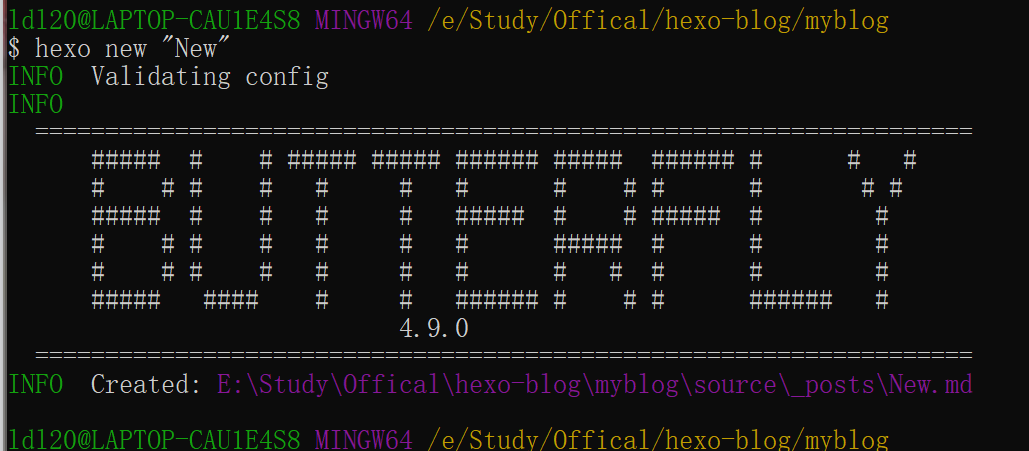 ldl20@LAPTOP-CAU1E4S8 MINGW64 /e/Study/Offical/hexo-blog/myblog
$ hexo new "New"
INFO  Validating config
INFO
===================================================================
BUTTERFLY
4.9.0
===================================================================
INFO  Created: E:\Study\Offical\hexo-blog\myblog\source\_posts\New.md
ldl20@LAPTOP-CAU1E4S8 MINGW64 /e/Study/Offical/hexo-blog/myblog